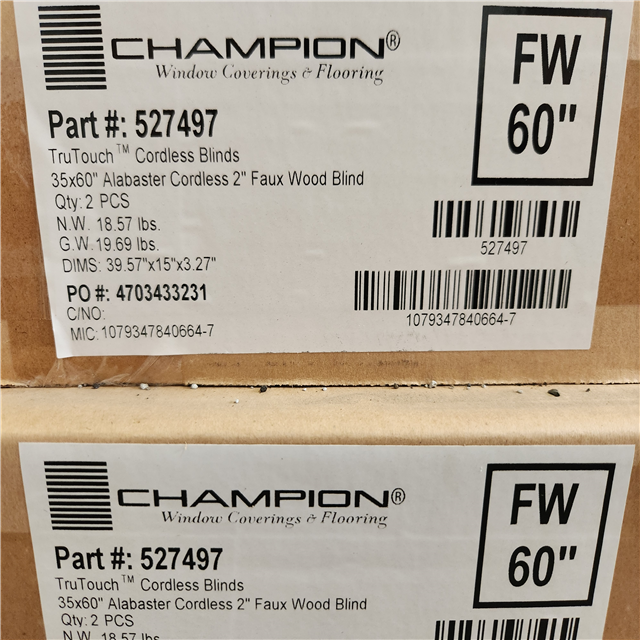 CHAMPION®
Window Coverings & Flooring
FW
60"
Part #: 527497
TruTouch™ Cordless Blinds
35x60" Alabaster Cordless 2" Faux Wood Blind
Qty: 2 PCS
N.W. 18.57 lbs.
G.W. 19.69 lbs.
DIMS: 39.57"x15"x3.27"
PO #: 4703433231
C/NO:
MIC: 1079347840664-7
527497
1079347840664-7
CHAMPION®
Window Coverings & Flooring
FW
60"
Part #: 527497
TruTouch™ Cordless Blinds
35x60" Alabaster Cordless 2" Faux Wood Blind
Qty: 2 PCS
N.W. 18.57 lbs.